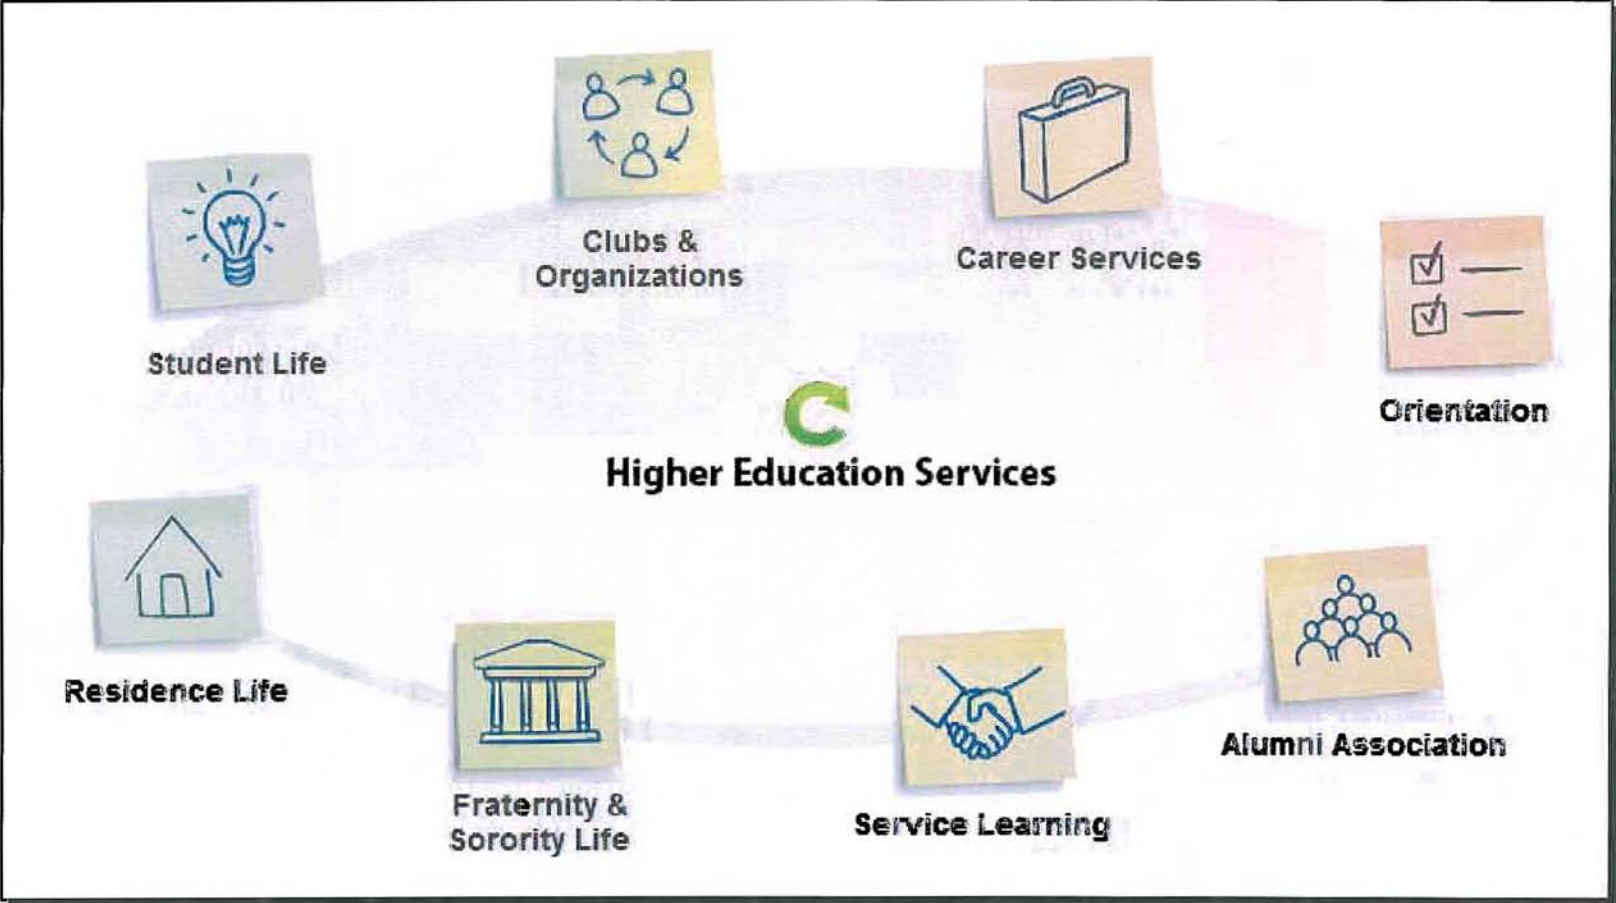 Clubs &
Organizations
Career Services
Student Life
Orientation
Higher Education Services
Residence Life
Fraternity &
Sorority Life
Service Learning
Alumni Association